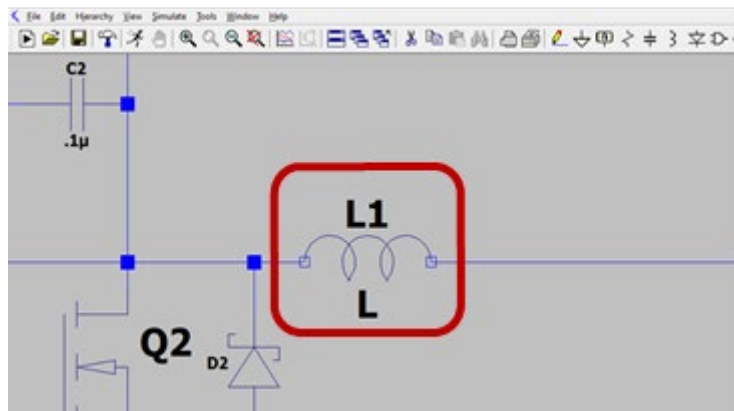 File Edit Hierarchy View Simulate Tools Window Help
C2
.1µ
L1
L
Q2
D2